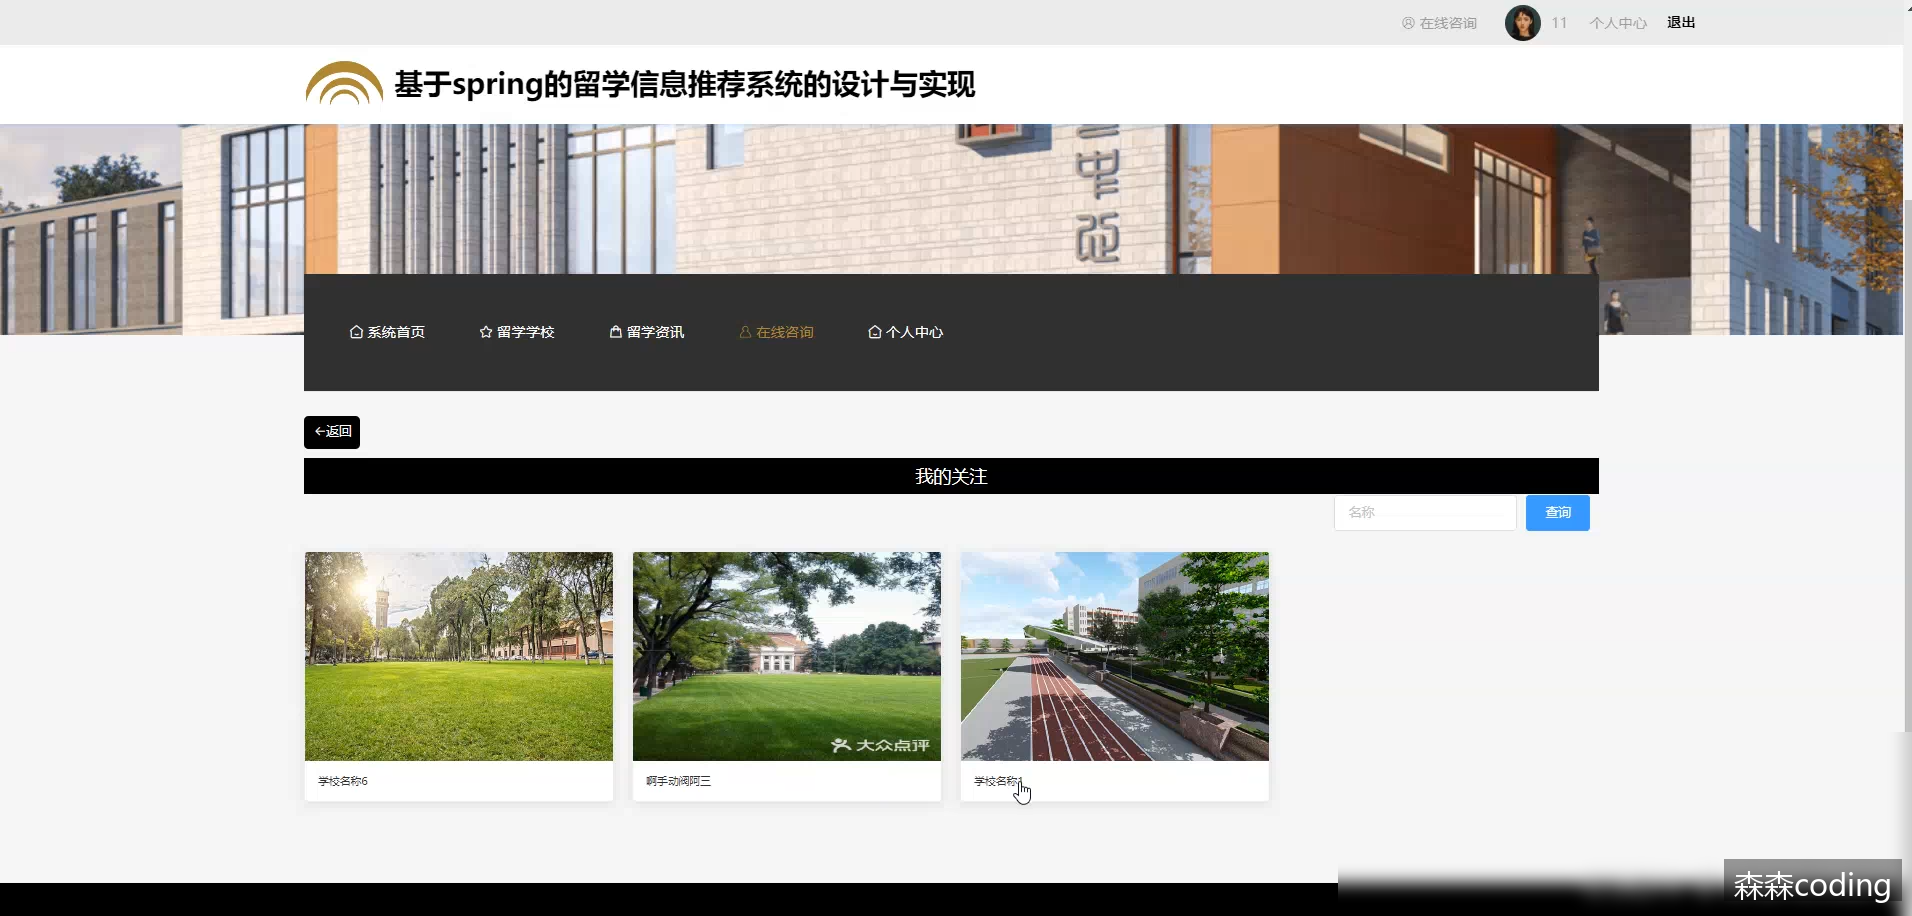 在线咨询
11
个人中心
退出
基于spring的留学信息推荐系统的设计与实现
系统首页
留学学校
留学资讯
在线咨询
个人中心
←返回
我的关注
名称
查询
大众点评
学校名称6
啊手动阀阿三
学校名称1
森森coding